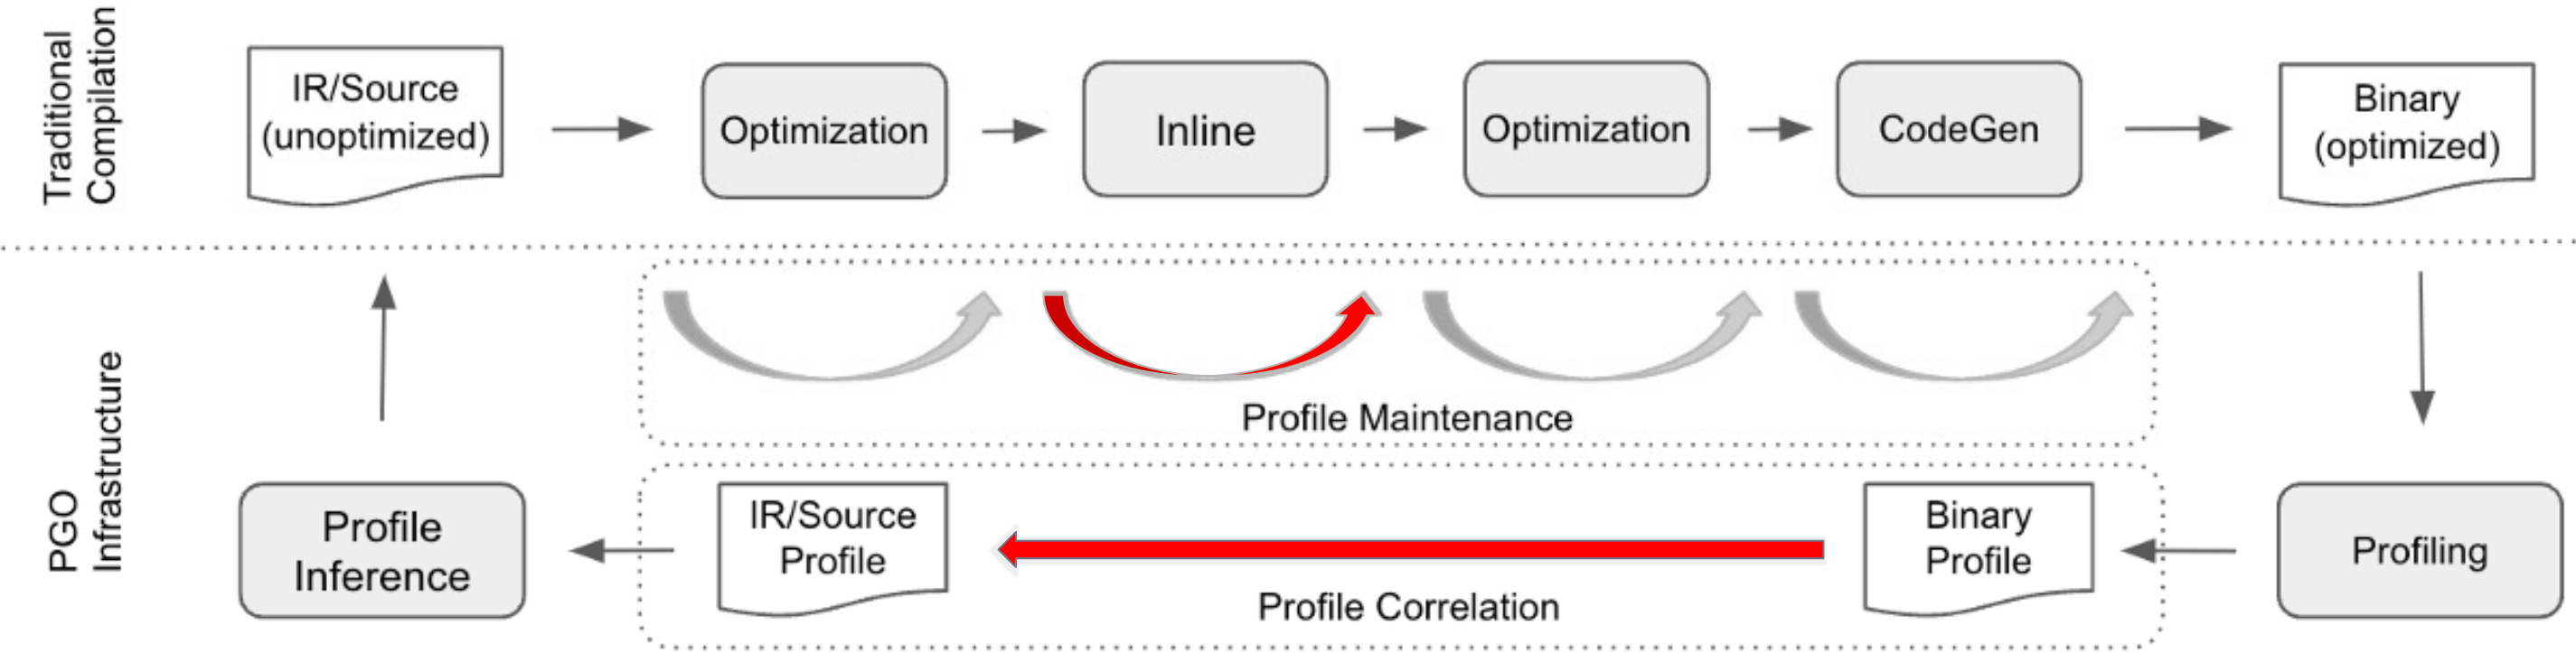 Traditional
Compilation
IR/Source
(unoptimized)
Optimization
Inline
Optimization
CodeGen
Binary
(optimized)
PGO
Infrastructure
Profile Maintenance
Profile
Inference
IR/Source
Profile
Profile Correlation
Binary
Profile
Profiling